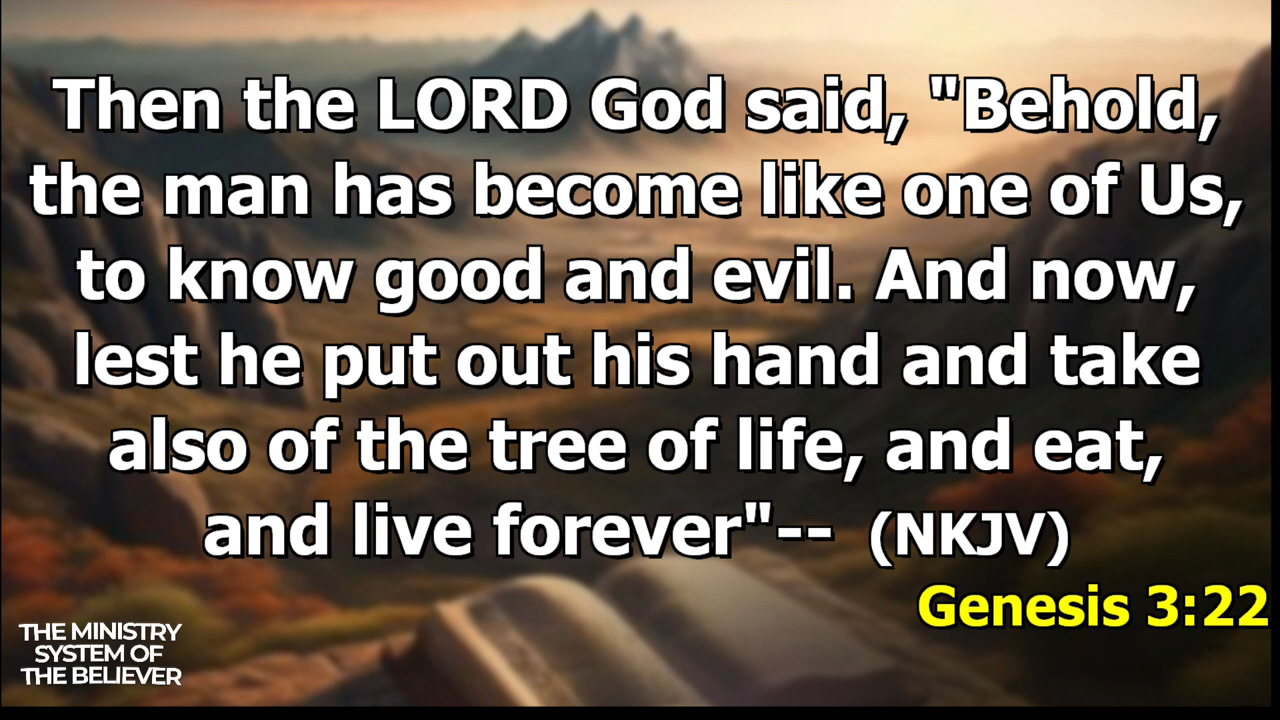 Then the LORD God said, "Behold,
the man has become like one of Us,
to know good and evil. And now,
lest he put out his hand and take
also of the tree of life, and eat,
and live forever"-- (NKJV)
Genesis 3:22
THE MINISTRY
SYSTEM OF
THE BELIEVER